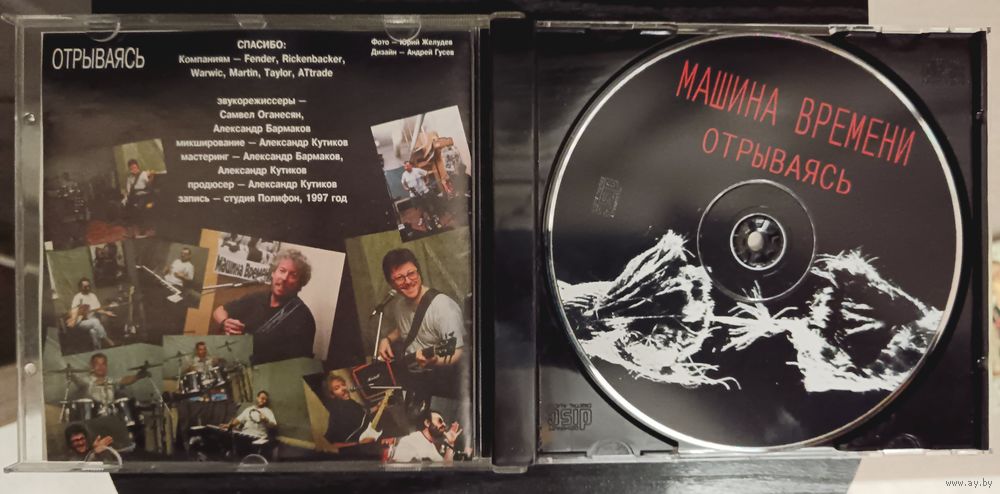 ОТРЫВАЯСЬ
СПАСИБО:
Компаниям – Fender, Rickenbacker,
Warwic, Martin, Taylor, ATtrade
Фото – Юрий Желудев
Дизайн – Андрей Гусев
звукорежиссеры –
Самвел Оганесян,
Александр Бармаков
микширование – Александр Кутиков
мастеринг – Александр Бармаков,
Александр Кутиков
продюсер – Александр Кутиков
запись – студия Полифон, 1997 год
Машина Време
МАШИНА ВРЕМЕНИ
ОТРЫВАЯСЬ
www.ay.by